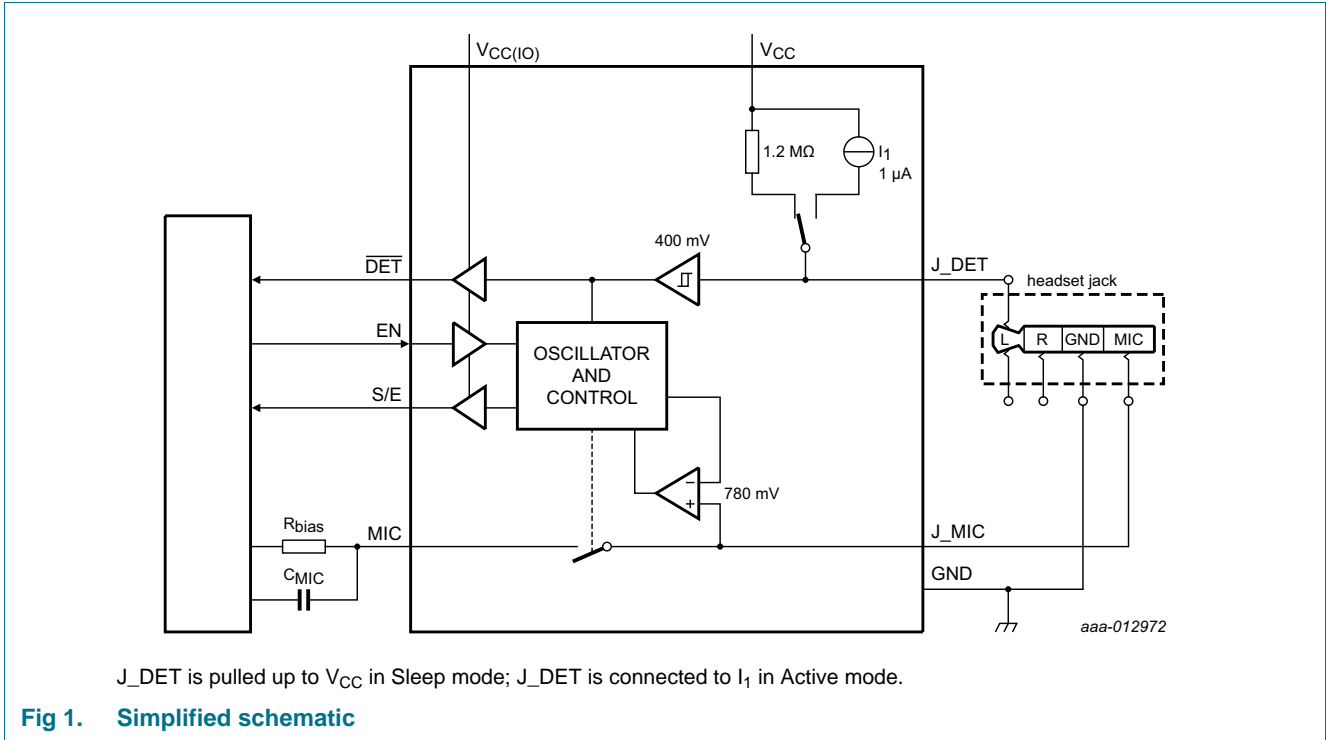 VCC(IO)
VCC
1.2 MΩ
I1
1 μA
400 mV
DET
J_DET
headset jack
EN
L R GND MIC
OSCILLATOR
AND
CONTROL
S/E
−
+
780 mV
Rbias
MIC
J_MIC
CMIC
GND
aaa-012972
J_DET is pulled up to VCC in Sleep mode; J_DET is connected to I1 in Active mode.
Fig 1. Simplified schematic